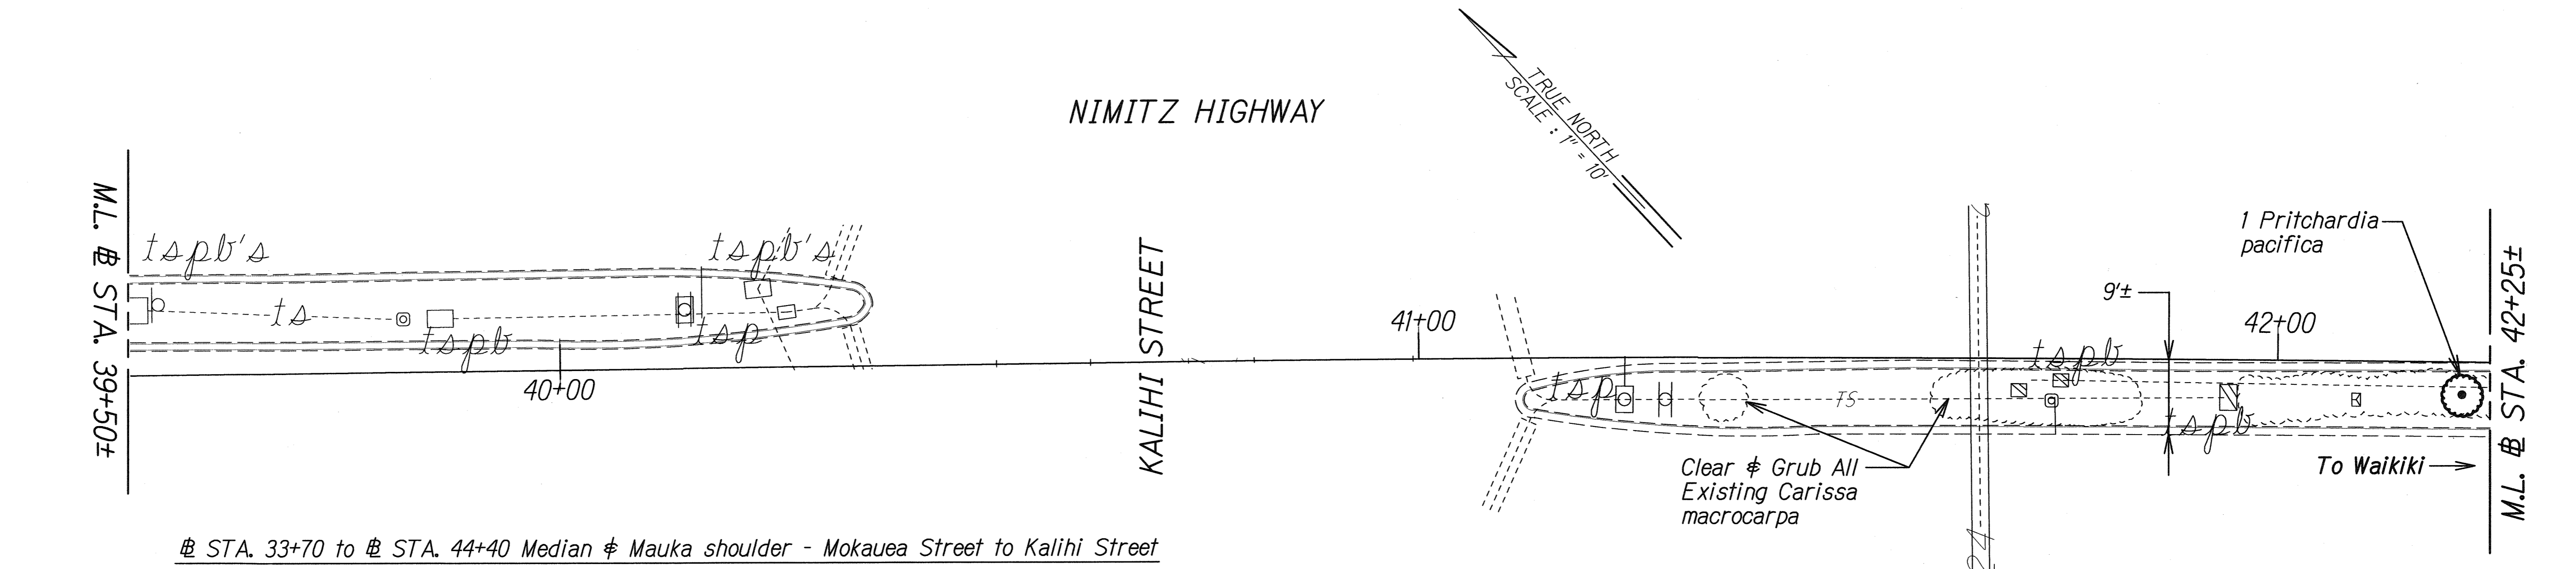 NIMITZ HIGHWAY
TRUE NORTH
SCALE : 1" = 10'
M.L. ℄ STA. 39+50±
tspb's
tspb's
ts
tspb
tsp
40+00
KALIHI STREET
41+00
tsp
TS
tspb
tspb
9'±
42+00
1 Pritchardia
pacifica
M.L. ℄ STA. 42+25±
Clear & Grub All
Existing Carissa
macrocarpa
To Waikiki
24
℄ STA. 33+70 to ℄ STA. 44+40 Median & Mauka shoulder - Mokauea Street to Kalihi Street